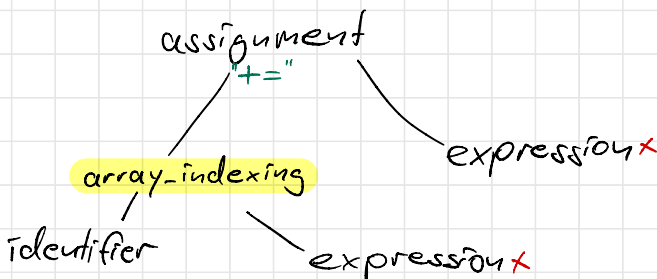 assignment
"+="
expression x
array_indexing
identifier
expression x